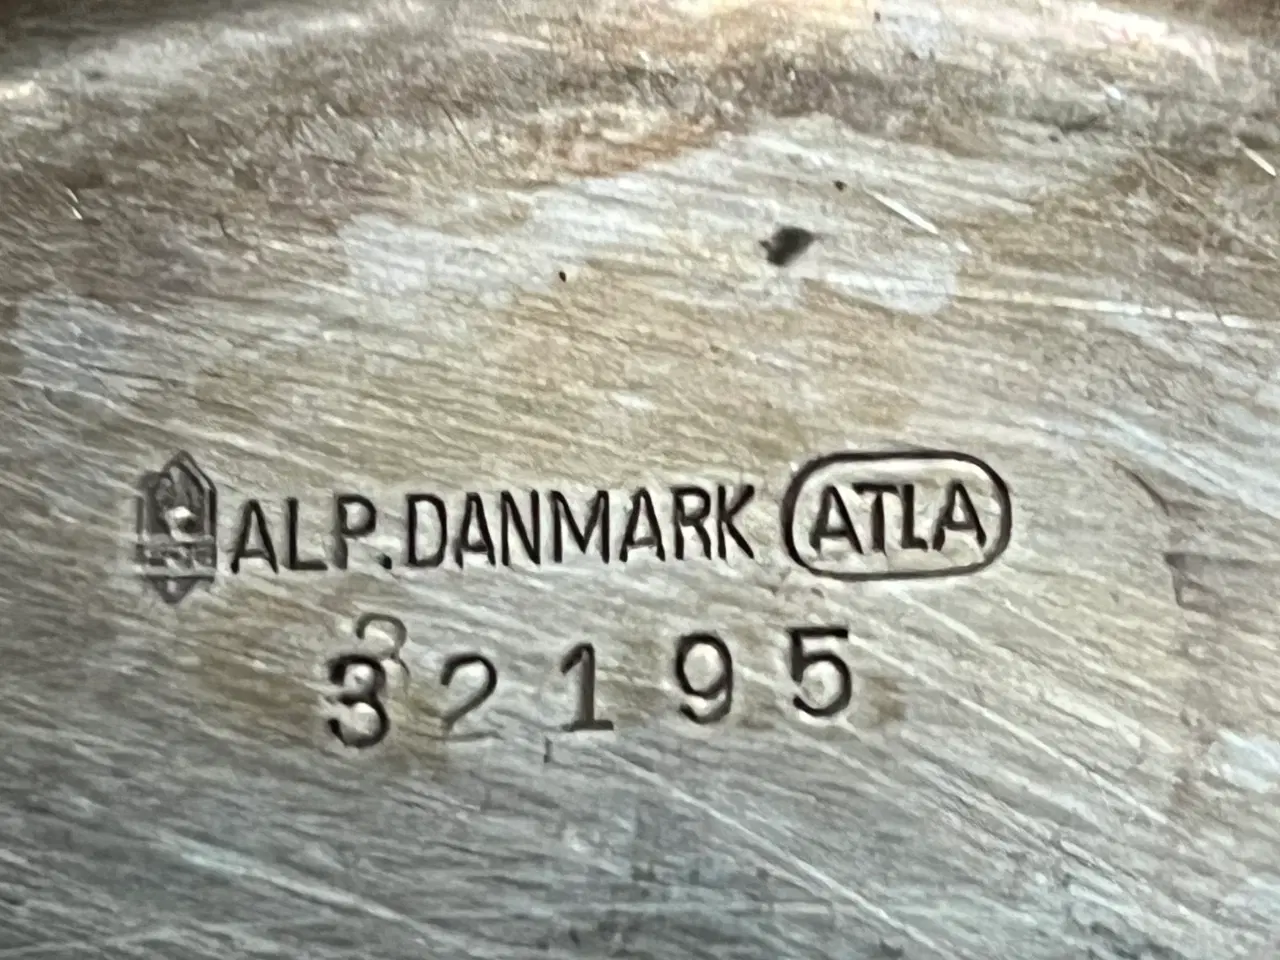 ALP. DANMARK ATLA
32195